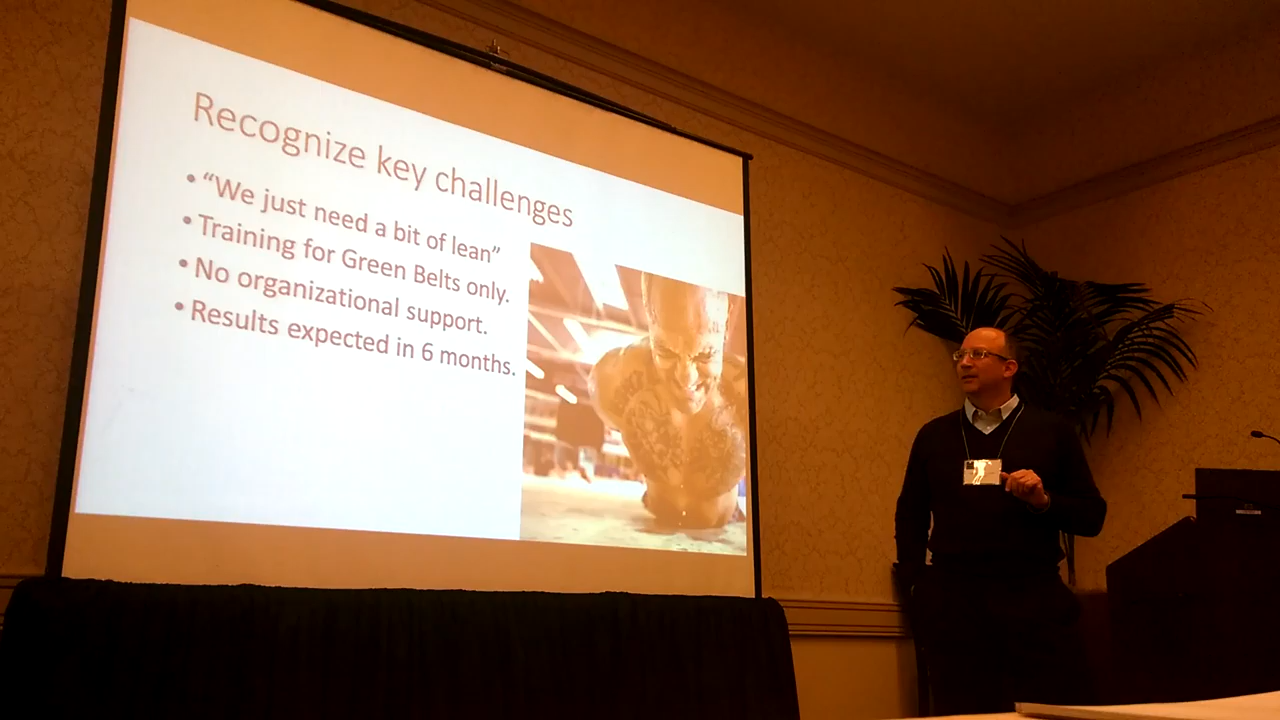 Recognize key challenges
• “We just need a bit of lean”
• Training for Green Belts only.
• No organizational support.
• Results expected in 6 months.